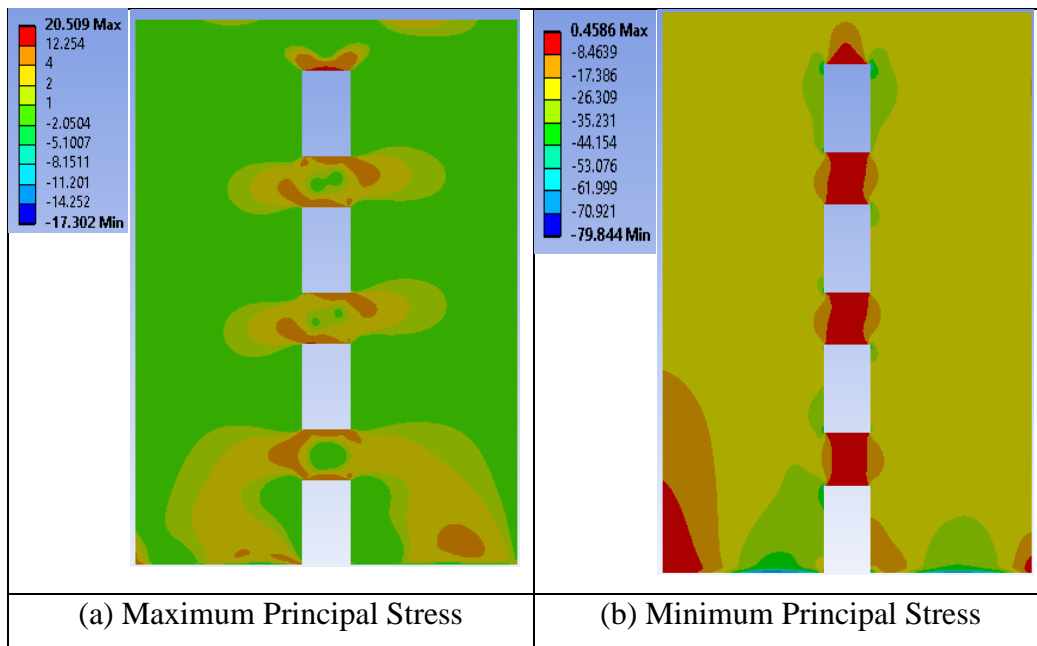 20.509 Max
12.254
4
2
1
-2.0504
-5.1007
-8.1511
-11.201
-14.252
-17.302 Min
0.4586 Max
-8.4639
-17.386
-26.309
-35.231
-44.154
-53.076
-61.999
-70.921
-79.844 Min
(a) Maximum Principal Stress
(b) Minimum Principal Stress